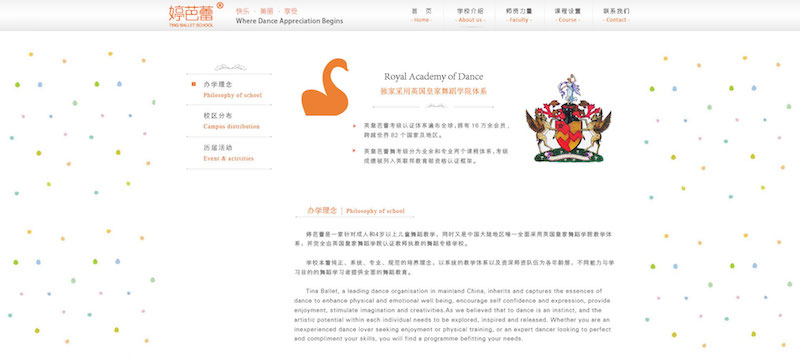 婷芭蕾®
TING BALLET SCHOOL
快乐 · 美丽 · 享受
Where Dance Appreciation Begins
首 页
- Home -
学校介绍
- About us -
师资力量
- Faculty -
课程设置
- Course -
联系我们
- Contact -
办学理念
Philosophy of school
校区分布
Campus distribution
历届活动
Event & activities
Royal Academy of Dance
独家采用英国皇家舞蹈学院体系
英皇芭蕾考级认证体系遍布全球,拥有 16 万余会员,
跨越世界 82 个国家及地区。
英皇芭蕾舞考级分为业余和专业两个课程体系,考级
成绩被列入英联邦教育部资格认证框架。
办学理念 | Philosophy of school
婷芭蕾是一家针对成人和4岁以上儿童舞蹈教学,同时又是中国大陆地区唯一全面采用英国皇家舞蹈学院教学体
系,并完全由英国皇家舞蹈学院认证教师执教的舞蹈专修学校。
学校本着纯正、系统、专业、规范的培养理念,以系统的教学体系以及资深师资队伍为各年龄层、不同能力与学
习目的的舞蹈学习者提供全面的舞蹈教育。
Tina Ballet, a leading dance organisation in mainland China, inherits and captures the essences of
dance to enhance physical and emotional well being, encourage self confidence and expression, provide
enjoyment, stimulate imagination and creativities.As we believed that to dance is an instinct, and the
artistic potential within each individual needs to be explored, inspired and released. Whether you are an
inexperienced dance lover seeking enjoyment or physical training, or an expert dancer looking to perfect
and compliment your skills, you will find a programme befitting your needs.